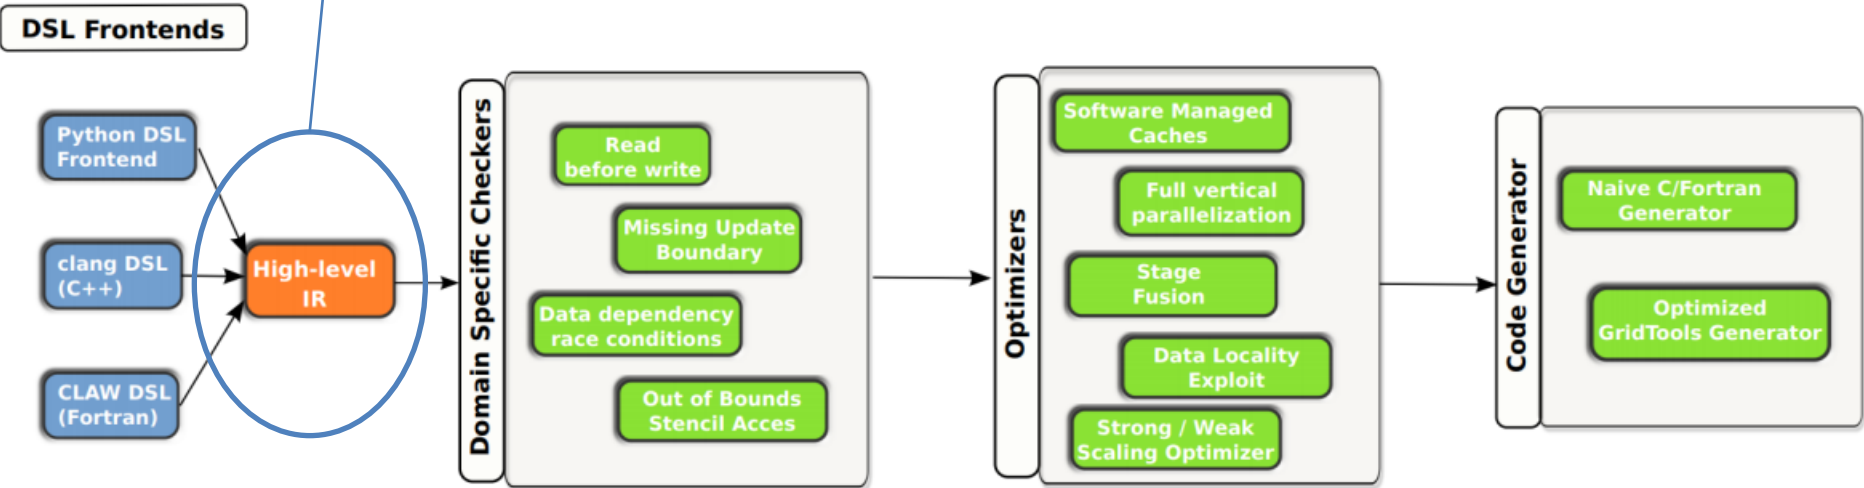 DSL Frontends
Python DSL
Frontend
clang DSL
(C++)
CLAW DSL
(Fortran)
High-level
IR
Domain Specific Checkers
Read
before write
Missing Update
Boundary
Data dependency
race conditions
Out of Bounds
Stencil Acces
Optimizers
Software Managed
Caches
Full vertical
parallelization
Stage
Fusion
Data Locality
Exploit
Strong / Weak
Scaling Optimizer
Code Generator
Naive C/Fortran
Generator
Optimized
GridTools Generator